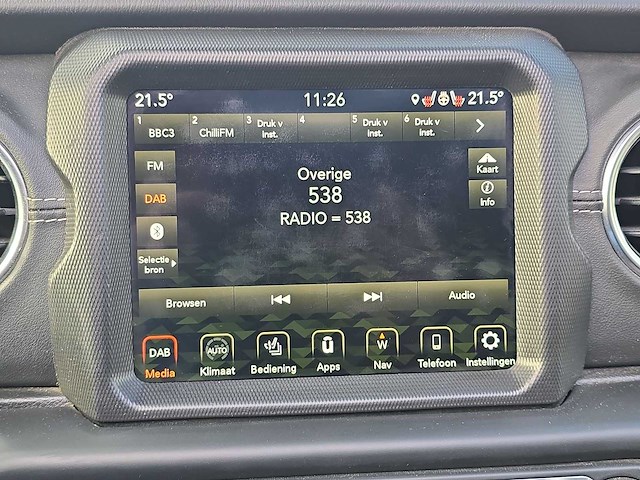 21.5° 11:26 21.5°
1 BBC3 2 ChilliFM 3 Druk v Inst. 4 5 Druk v Inst. 6 Druk v Inst.
FM
Overige
Kaart
DAB
538
Info
RADIO = 538
Selectie bron
Browsen Audio
DAB AUTO W
Media Klimaat Bediening Apps Nav Telefoon Instellingen